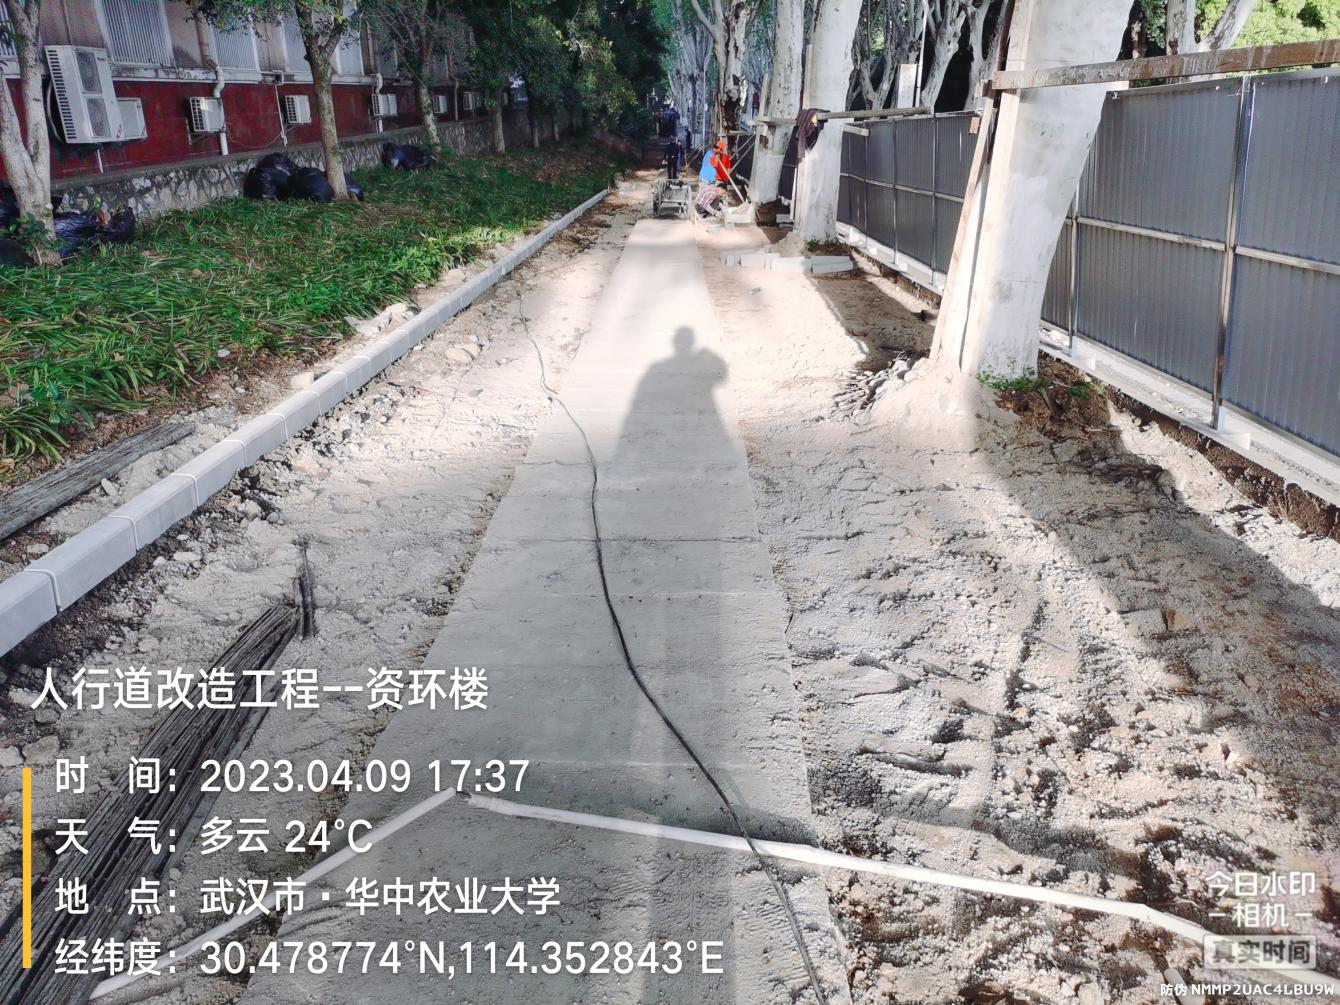 人行道改造工程--资环楼
时 间：2023.04.09 17:37
天 气：多云 24℃
地 点：武汉市·华中农业大学
经纬度：30.478774°N,114.352843°E
今日水印
-相机-
真实时间
防伪 NMMP2UAC4LBU9W